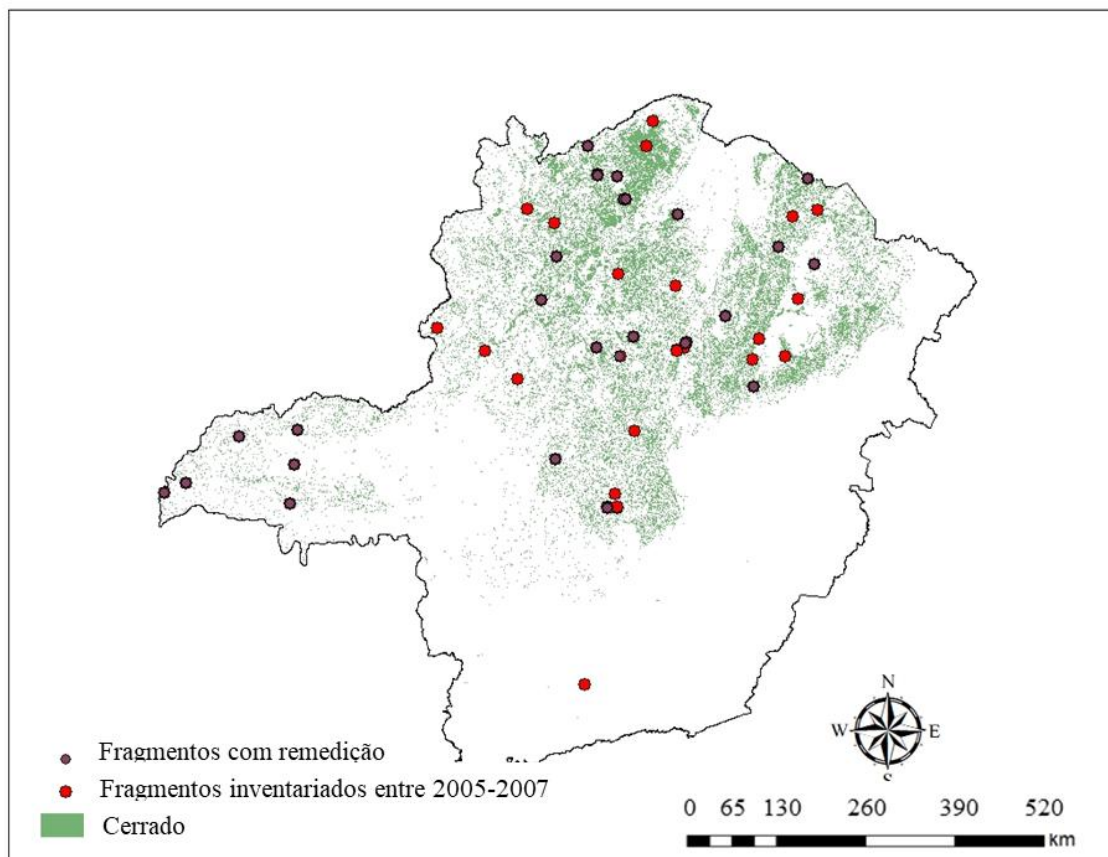 N
W E
S
Fragmentos com remedição
Fragmentos inventariados entre 2005-2007
Cerrado
0 65 130 260 390 520
km